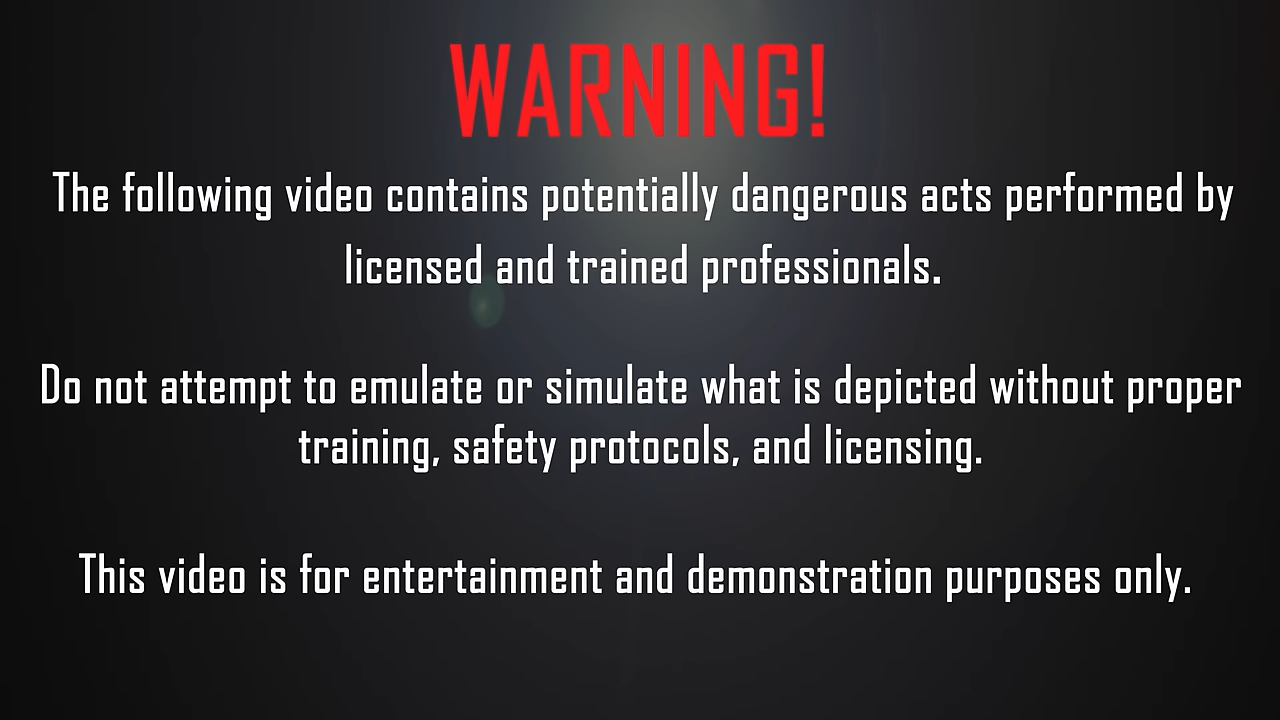 WARNING!
The following video contains potentially dangerous acts performed by
licensed and trained professionals.
Do not attempt to emulate or simulate what is depicted without proper
training, safety protocols, and licensing.
This video is for entertainment and demonstration purposes only.